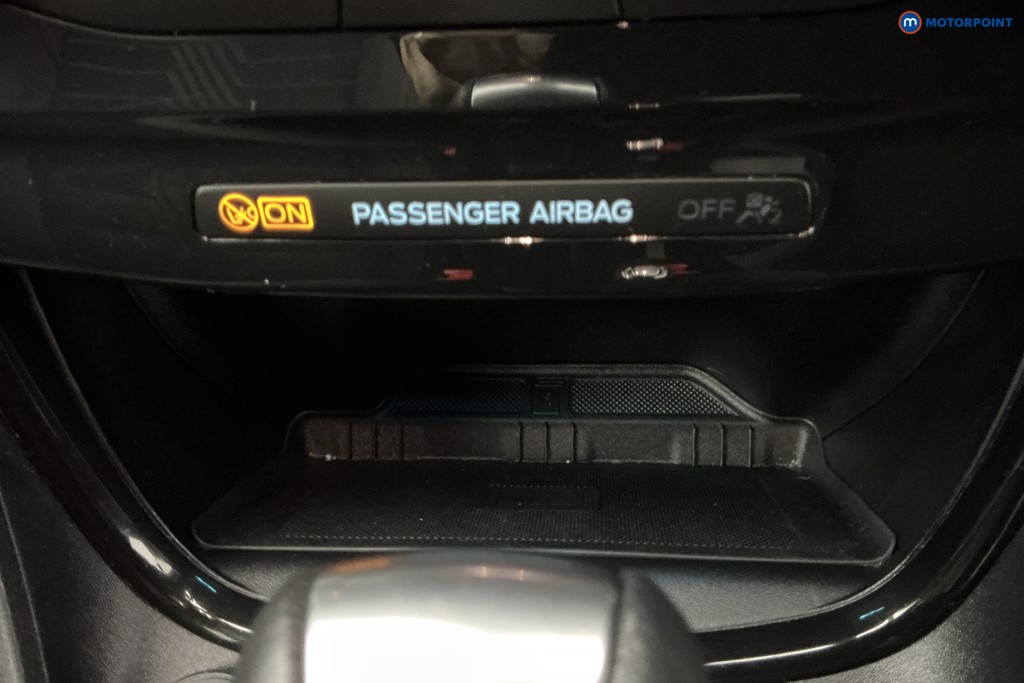 MOTORPOINT
ON PASSENGER AIRBAG OFF